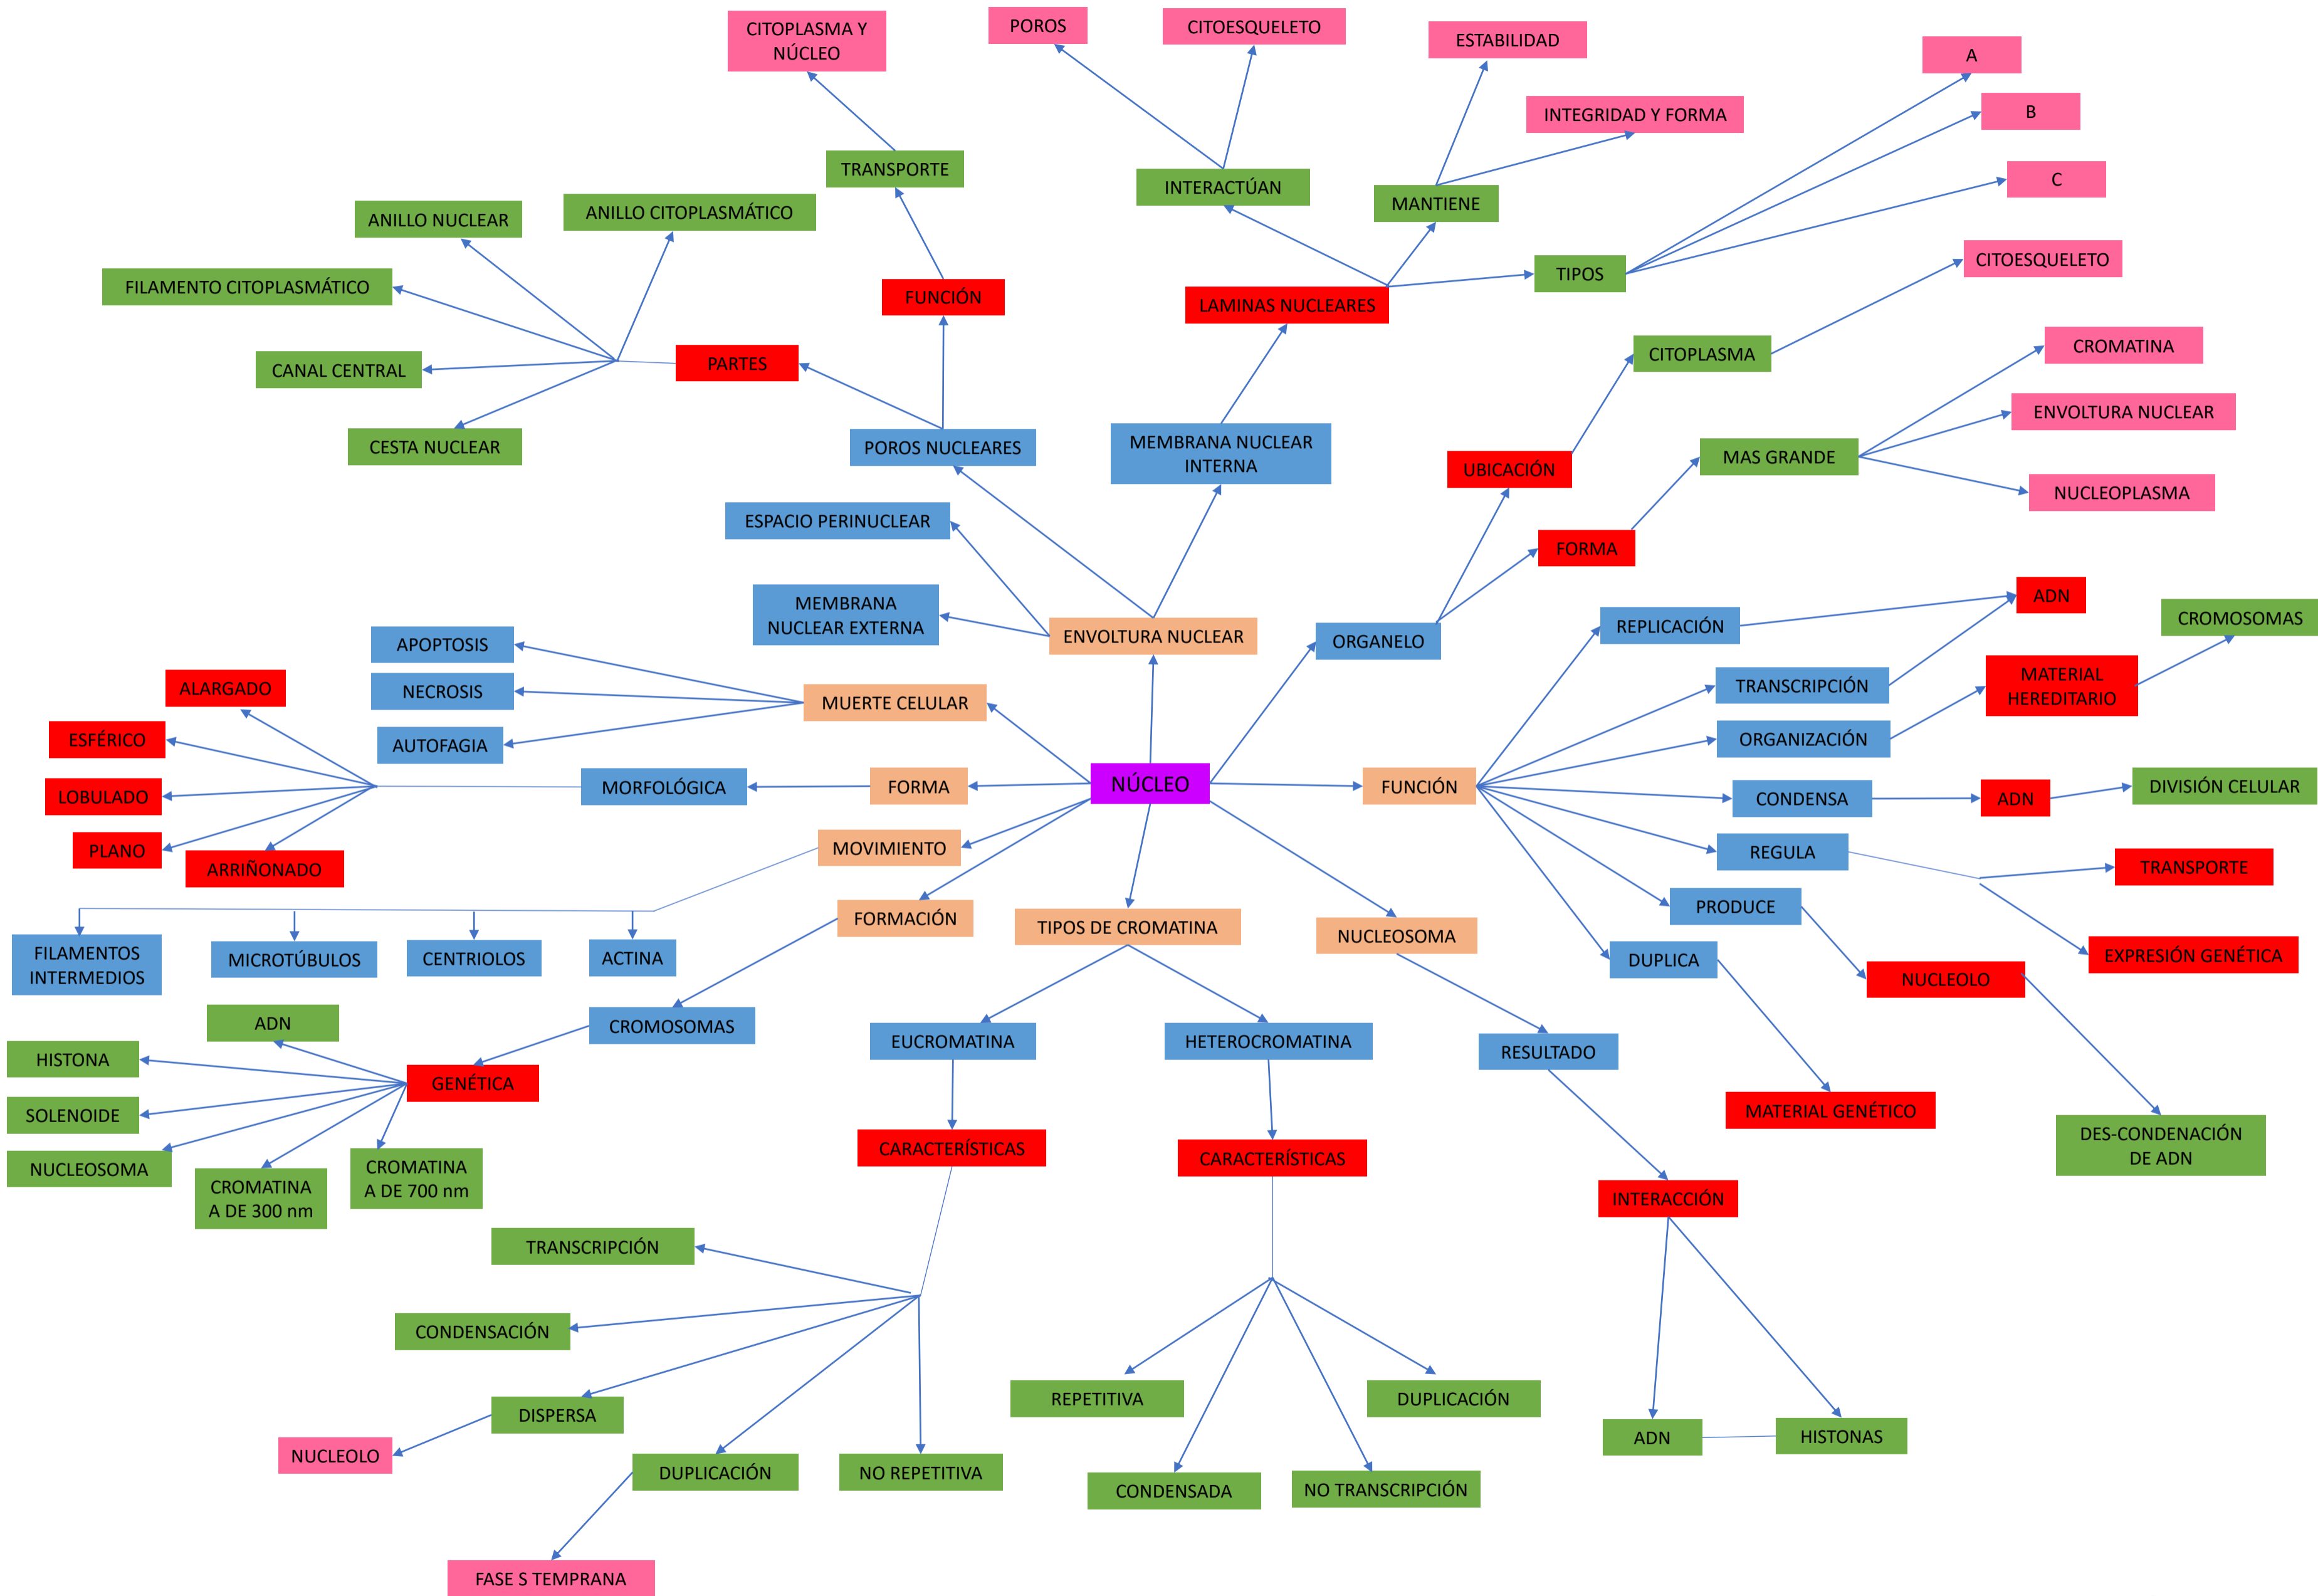 CITOPLASMA Y
NÚCLEO
POROS
CITOESQUELETO
ESTABILIDAD
A
INTEGRIDAD Y FORMA
B
TRANSPORTE
INTERACTÚAN
MANTIENE
C
ANILLO NUCLEAR
ANILLO CITOPLASMÁTICO
FILAMENTO CITOPLASMÁTICO
FUNCIÓN
LAMINAS NUCLEARES
TIPOS
CITOESQUELETO
CANAL CENTRAL
PARTES
CITOPLASMA
CROMATINA
CESTA NUCLEAR
POROS NUCLEARES
MEMBRANA NUCLEAR
INTERNA
UBICACIÓN
MAS GRANDE
ENVOLTURA NUCLEAR
NUCLEOPLASMA
ESPACIO PERINUCLEAR
FORMA
MEMBRANA
NUCLEAR EXTERNA
ENVOLTURA NUCLEAR
ORGANELO
REPLICACIÓN
ADN
CROMOSOMAS
APOPTOSIS
NECROSIS
AUTOFAGIA
MUERTE CELULAR
TRANSCRIPCIÓN
MATERIAL
HEREDITARIO
ORGANIZACIÓN
ALARGADO
ESFÉRICO
LOBULADO
PLANO
ARRIÑONADO
MORFOLÓGICA
FORMA
NÚCLEO
FUNCIÓN
CONDENSA
ADN
DIVISIÓN CELULAR
MOVIMIENTO
REGULA
TRANSPORTE
FORMACIÓN
TIPOS DE CROMATINA
NUCLEOSOMA
PRODUCE
EXPRESIÓN GENÉTICA
FILAMENTOS
INTERMEDIOS
MICROTÚBULOS
CENTRIOLOS
ACTINA
DUPLICA
NUCLEOLO
ADN
CROMOSOMAS
EUCROMATINA
HETEROCROMATINA
RESULTADO
HISTONA
GENÉTICA
SOLENOIDE
NUCLEOSOMA
CROMATINA
A DE 300 nm
CROMATINA
A DE 700 nm
CARACTERÍSTICAS
CARACTERÍSTICAS
MATERIAL GENÉTICO
DES-CONDENACIÓN
DE ADN
INTERACCIÓN
TRANSCRIPCIÓN
CONDENSACIÓN
DISPERSA
NUCLEOLO
DUPLICACIÓN
NO REPETITIVA
REPETITIVA
DUPLICACIÓN
CONDENSADA
NO TRANSCRIPCIÓN
ADN
HISTONAS
FASE S TEMPRANA